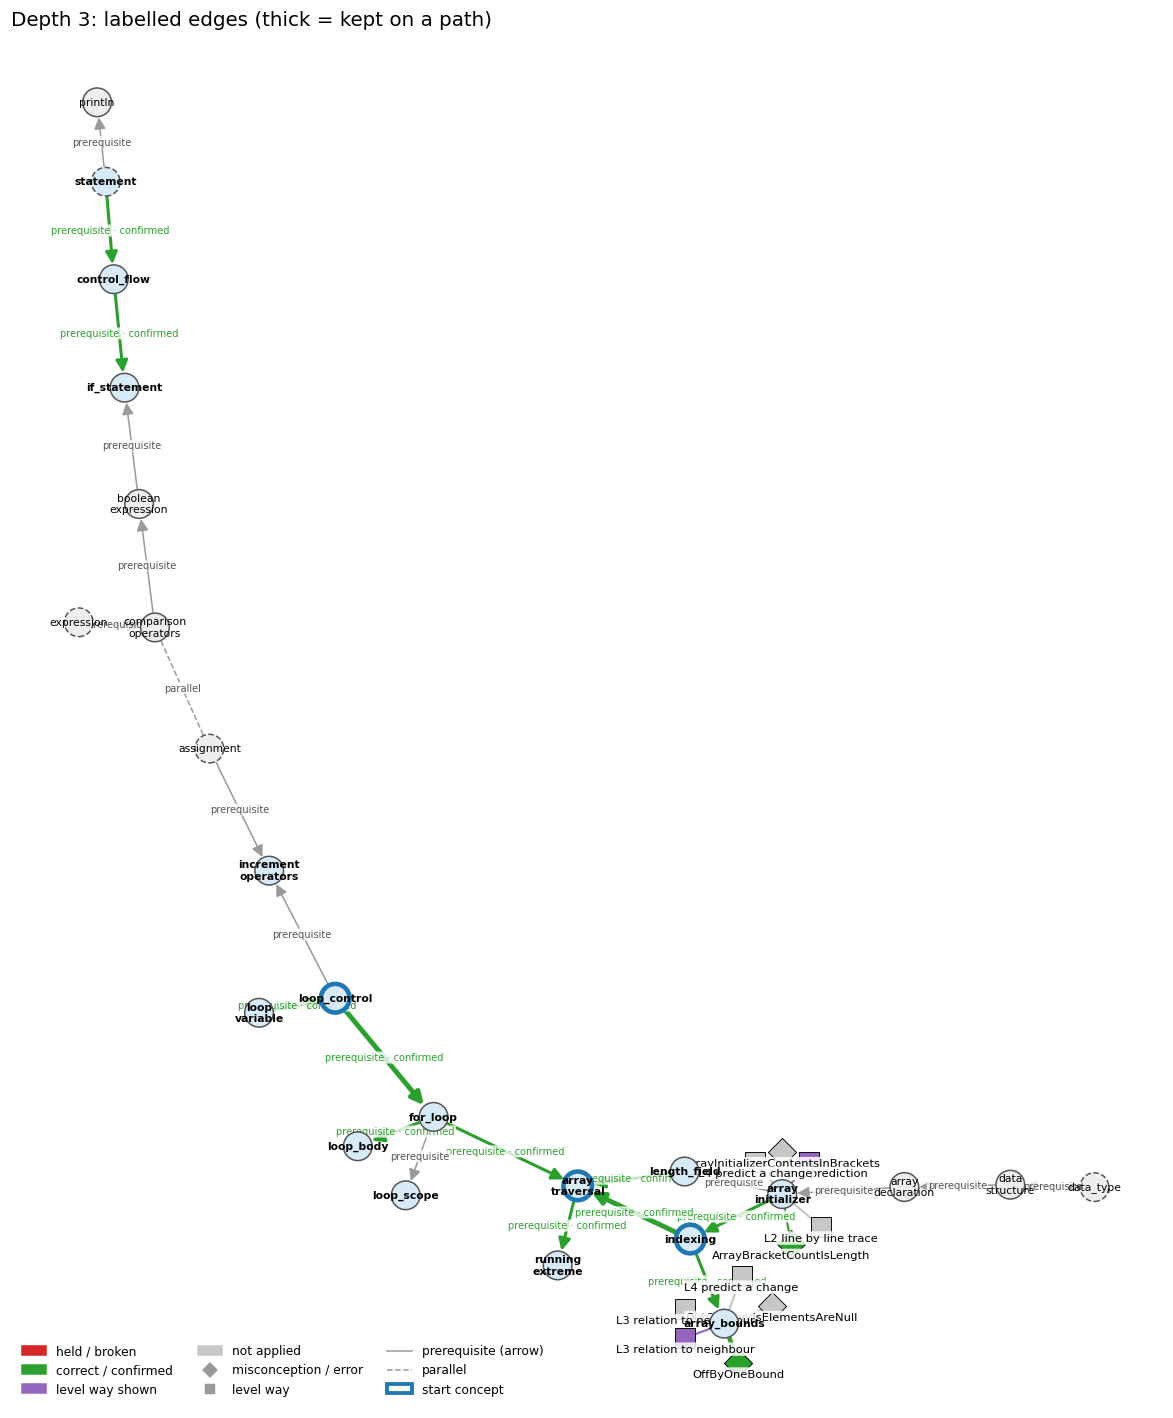 Depth 3: labelled edges (thick = kept on a path)
println
prerequisite
statement
prerequisite · confirmed
control_flow
prerequisite · confirmed
if_statement
prerequisite
boolean
expression
prerequisite
expression
comparison
operators
parallel
assignment
prerequisite
increment
operators
prerequisite
loop_control
loop
variable
prerequisite · confirmed
for_loop
prerequisite · confirmed
loop_body
prerequisite · confirmed
prerequisite
loop_scope
length_field
array
traversal
prerequisite
L4 predict a change
array
initializer
prerequisite
array
declaration
prerequisite
data
structure
data_type
prerequisite · confirmed
prerequisite · confirmed
prerequisite · confirmed
indexing
L2 line by line trace
ArrayBracketCountIsLength
running
extreme
L4 predict a change
array_bounds
L3 relation to neighbour
OffByOneBound
held / broken
correct / confirmed
level way shown
not applied
misconception / error
level way
prerequisite (arrow)
parallel
start concept